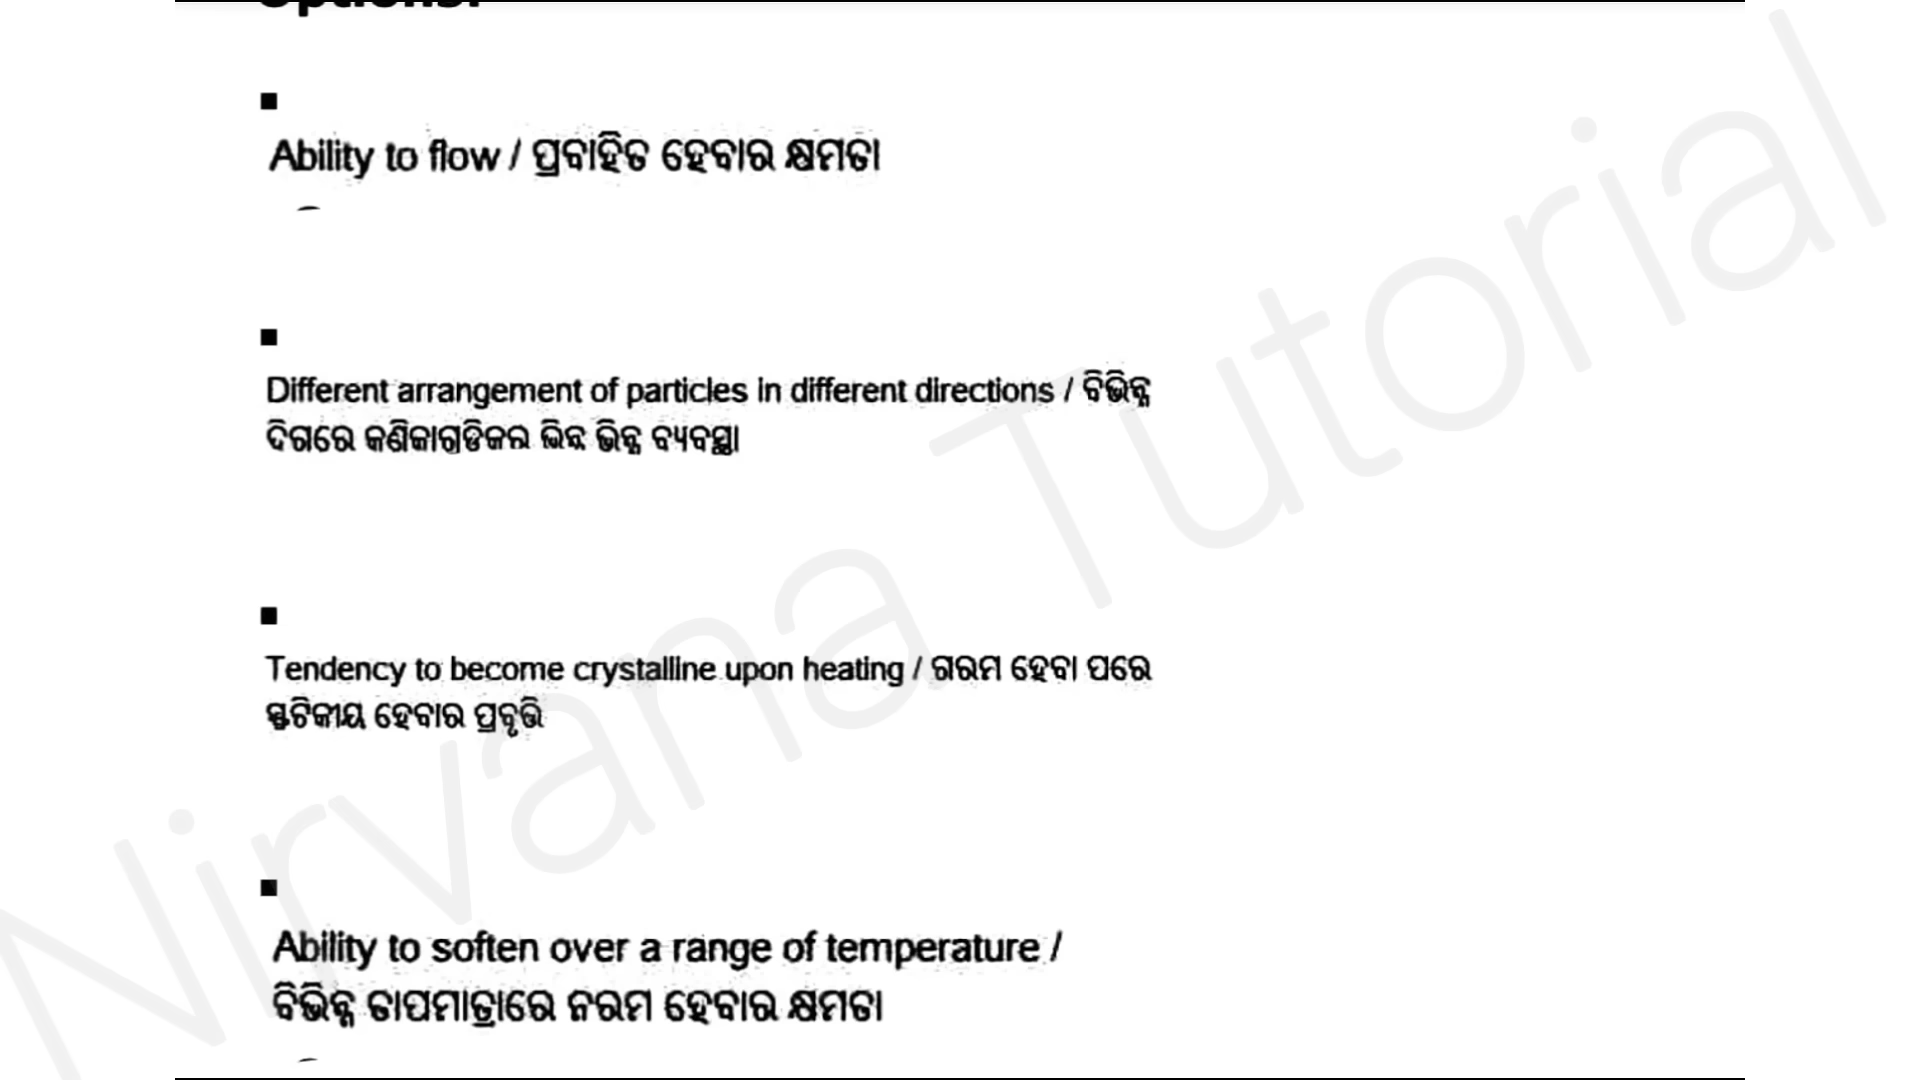 Options:
Ability to flow / ପ୍ରବାହିତ ହେବାର କ୍ଷମତା
Different arrangement of particles in different directions / ବିଭିନ୍ନ
ଦିଗରେ କଣିକାଗୁଡିକର ଭିନ୍ନ ଭିନ୍ନ ବ୍ୟବସ୍ଥା
Tendency to become crystalline upon heating / ଗରମ ହେବା ପରେ
ସ୍ଫଟିକୀୟ ହେବାର ପ୍ରବୃତ୍ତି
Ability to soften over a range of temperature /
ବିଭିନ୍ନ ତାପମାତ୍ରାରେ ନରମ ହେବାର କ୍ଷମତା
Nirvana Tutorial